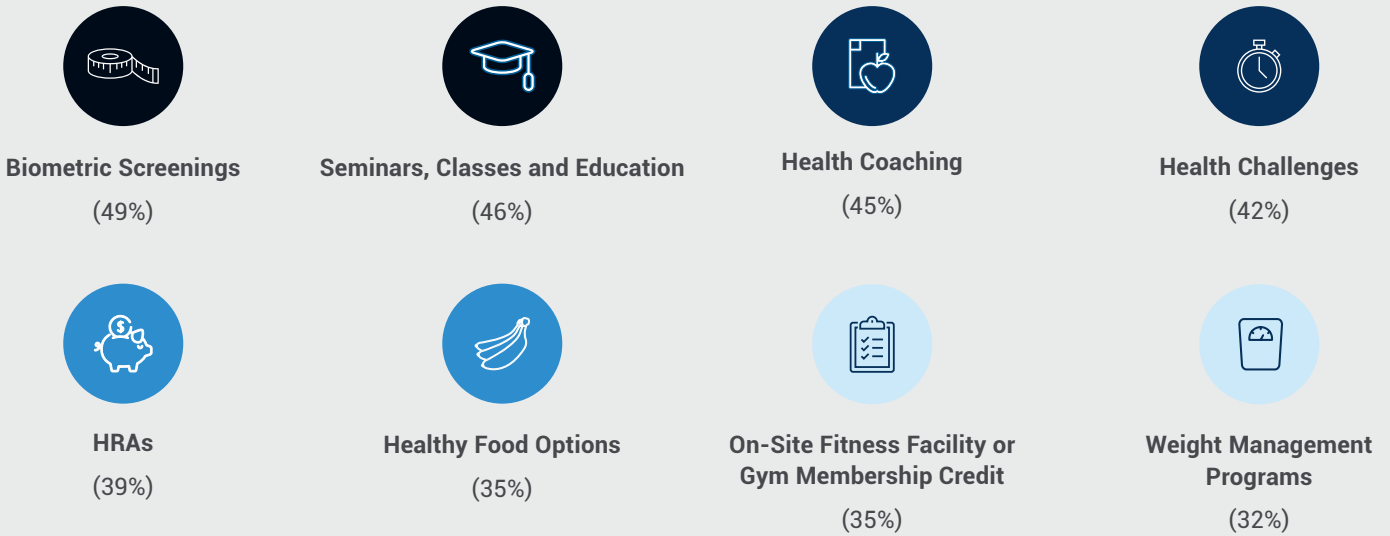 Biometric Screenings
(49%)
Seminars, Classes and Education
(46%)
Health Coaching
(45%)
Health Challenges
(42%)
$
HRAs
(39%)
Healthy Food Options
(35%)
On-Site Fitness Facility or
Gym Membership Credit
(35%)
Weight Management
Programs
(32%)